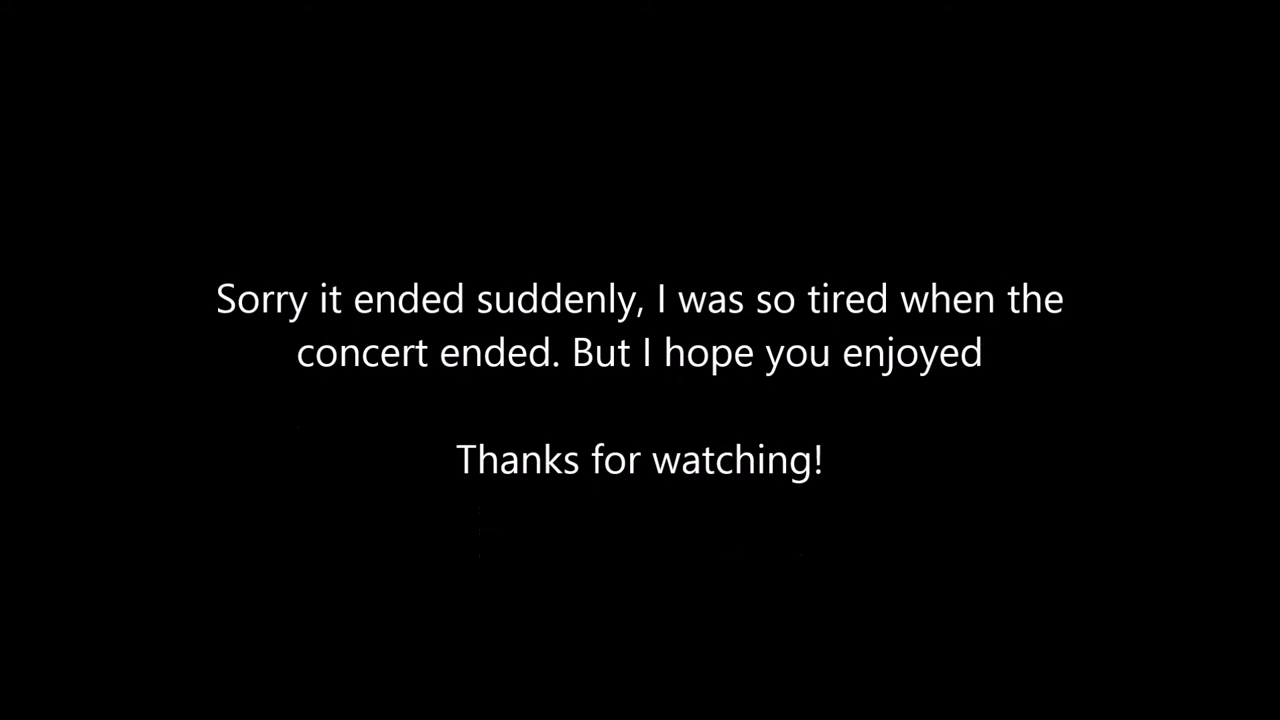 Sorry it ended suddenly, I was so tired when the
concert ended. But I hope you enjoyed
Thanks for watching!